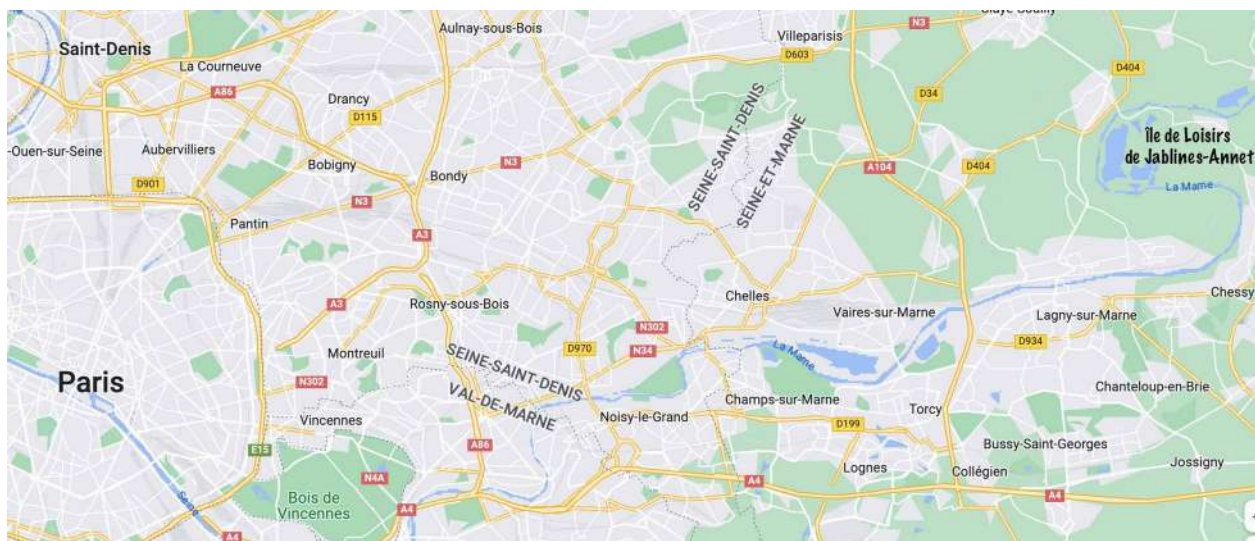 Claye-Souilly
N3
Aulnay-sous-Bois
Villeparisis
Saint-Denis
D603
La Courneuve
D404
A86
D34
Drancy
D115
île de Loisirs
de Jablines-Annet
-Ouen-sur-Seine
Aubervilliers
SEINE-SAINT-DENIS
SEINE-ET-MARNE
Bobigny
N3
A104
D404
D901
Bondy
La Marne
N3
Pantin
A3
Chessy
Rosny-sous-Bois
Chelles
A3
Vaires-sur-Marne
Lagny-sur-Marne
N302
D934
Montreuil
D970
N34
La Marne
SEINE-SAINT-DENIS
Paris
N302
Chanteloup-en-Brie
VAL-DE-MARNE
Champs-sur-Marne
Vincennes
Noisy-le-Grand
Torcy
D199
E15
A86
Bussy-Saint-Georges
N4A
Lognes
Collégien
Jossigny
Seine
Bois de
Vincennes
A4
A4
A4
A4